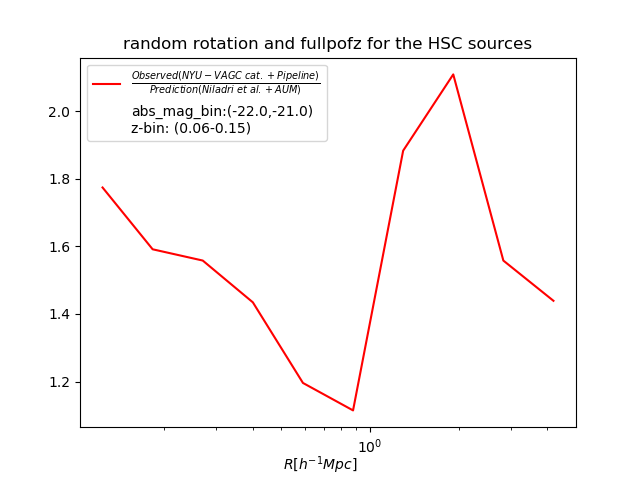 random rotation and fullpofz for the HSC sources
Observed(NYU−VAGC cat. +Pipeline)
Prediction(Niladri et al. +AUM)
abs_mag_bin:(-22.0,-21.0)
z-bin: (0.06-0.15)
2.0
1.8
1.6
1.4
1.2
10⁰
R[h⁻¹Mpc]